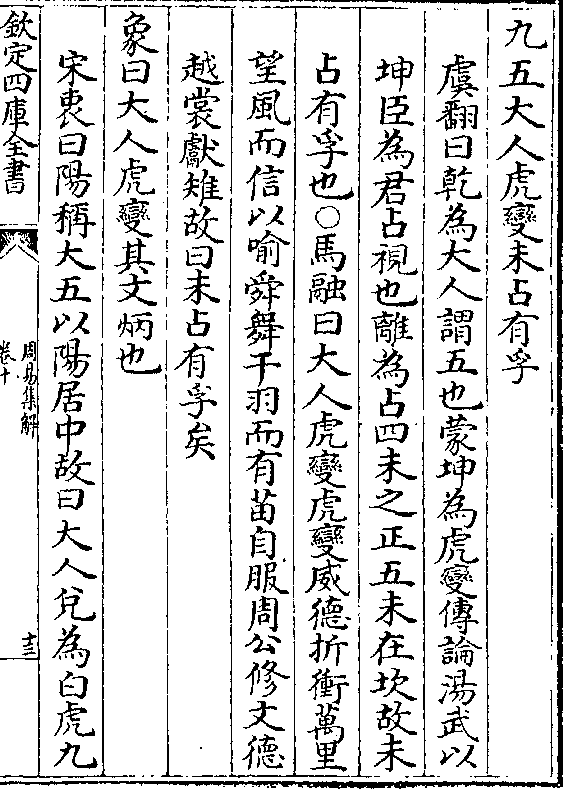 九五大人虎變未占有孚
虞翻曰乾為大人謂五也蒙坤為虎變傳論湯武以
坤臣為君占視也離為占四未之正五未在坎故未
占有孚也○馬融曰大人虎變虎變威德折衝萬里
望風而信以喻舜舞干羽而有苗自服周公修文德
越裳獻雉故曰未占有孚矣
象曰大人虎變其文炳也
宋衷曰陽稱大五以陽居中故曰大人兌為白虎九
欽定四庫全書
周易集解
卷十
十三